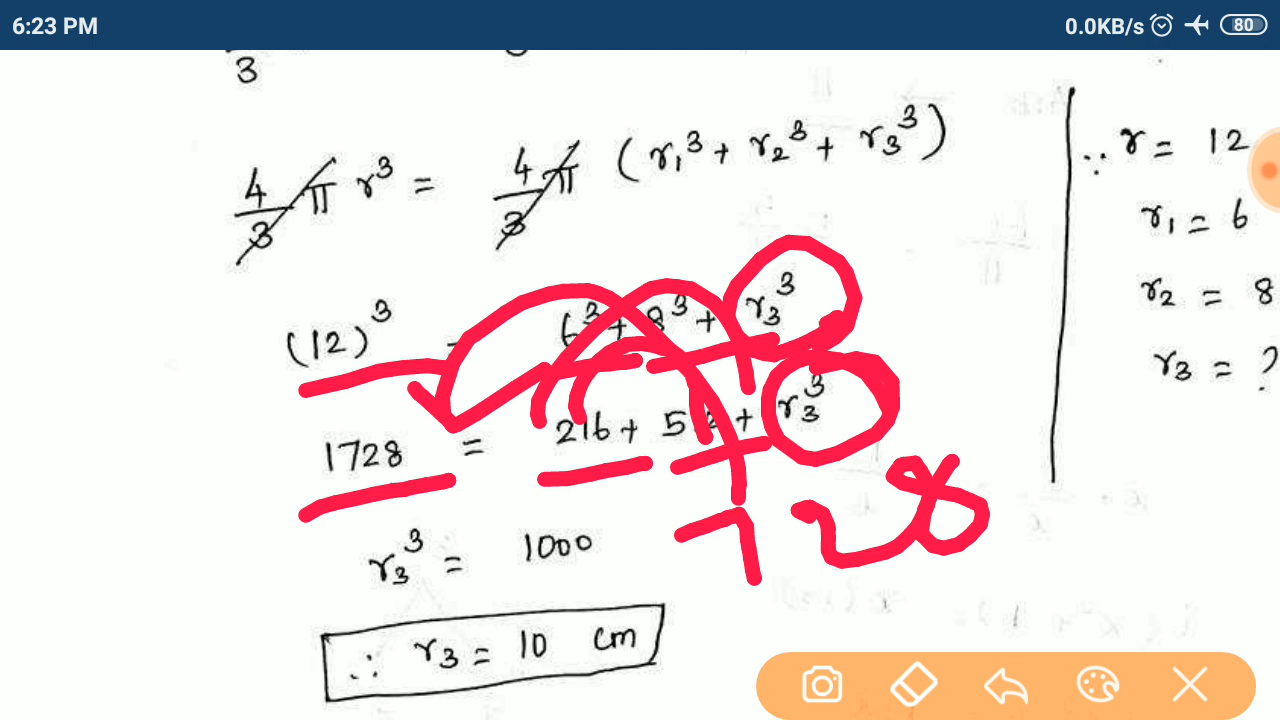 6:23 PM 0.0KB/s 80
3
4/3 π r³ = 4/3 π (r₁³ + r₂³ + r₃³)
(12)³ = 6³ + 8³ + r₃³
1728 = 216 + 512 + r₃³
728
r₃³ = 1000
∴ r₃ = 10 cm
∵ r = 12
r₁ = 6
r₂ = 8
r₃ = ?